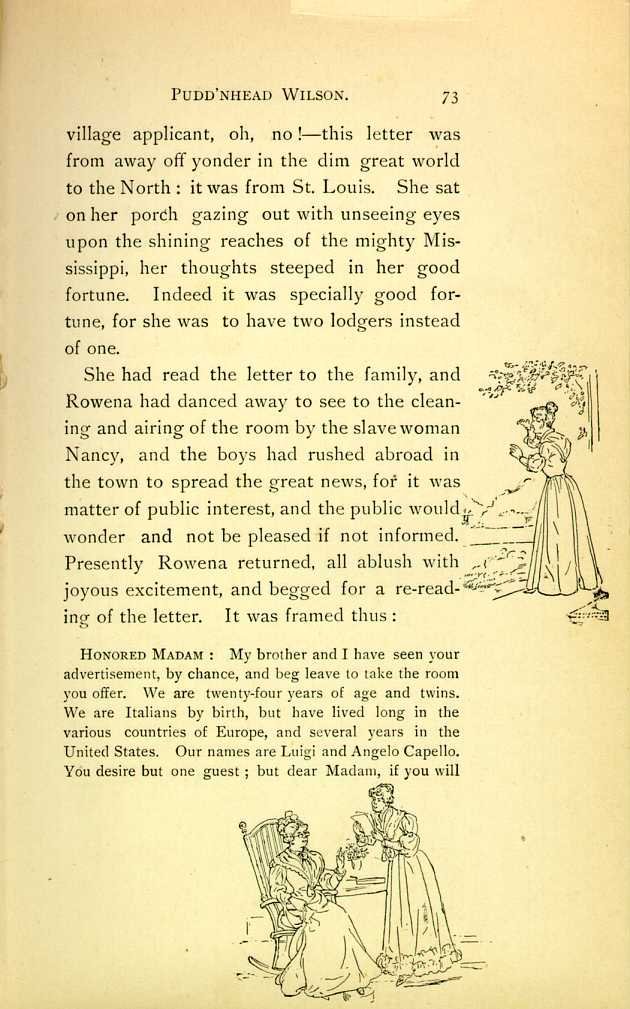 PUDD'NHEAD WILSON. 73
village applicant, oh, no!—this letter was
from away off yonder in the dim great world
to the North: it was from St. Louis. She sat
on her porch gazing out with unseeing eyes
upon the shining reaches of the mighty Mis-
sissippi, her thoughts steeped in her good
fortune. Indeed it was specially good for-
tune, for she was to have two lodgers instead
of one.
She had read the letter to the family, and
Rowena had danced away to see to the clean-
ing and airing of the room by the slave woman
Nancy, and the boys had rushed abroad in
the town to spread the great news, for it was
matter of public interest, and the public would
wonder and not be pleased if not informed.
Presently Rowena returned, all ablush with
joyous excitement, and begged for a re-read-
ing of the letter. It was framed thus:
HONORED MADAM: My brother and I have seen your
advertisement, by chance, and beg leave to take the room
you offer. We are twenty-four years of age and twins.
We are Italians by birth, but have lived long in the
various countries of Europe, and several years in the
United States. Our names are Luigi and Angelo Capello.
You desire but one guest; but dear Madam, if you will